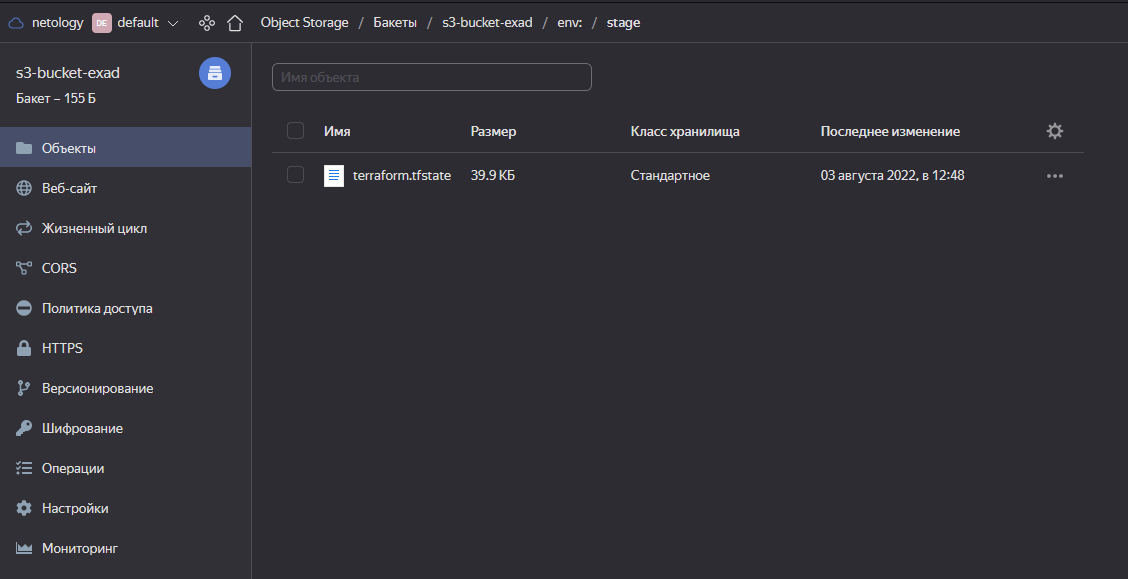 netology DE default Object Storage / Бакеты / s3-bucket-exad / env: / stage
s3-bucket-exad
Бакет – 155 Б
Объекты
Веб-сайт
Жизненный цикл
CORS
Политика доступа
HTTPS
Версионирование
Шифрование
Операции
Настройки
Мониторинг
Имя объекта
Имя Размер Класс хранилища Последнее изменение
terraform.tfstate 39.9 КБ Стандартное 03 августа 2022, в 12:48